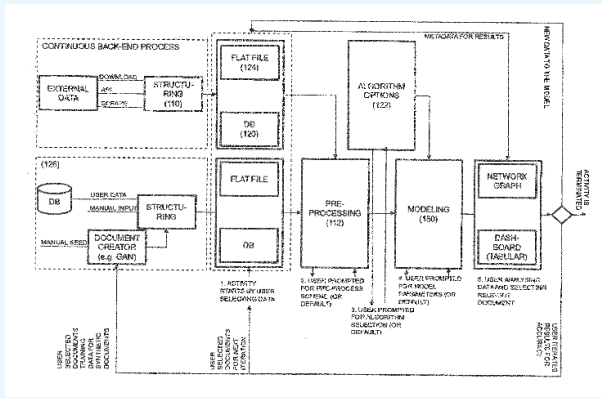 CONTINUOUS BACK-END PROCESS
EXTERNAL
DATA
DOWNLOAD
API
SCRAPS
STRUCTU-
RING
(110)
FLAT FILE
(124)
DB
(120)
METADATA FOR RESULTS
NEW DATA TO THE MODEL
ALGORITHM
OPTIONS
(122)
(126)
DB
USER DATA
MANUAL INPUT
STRUCTU-
RING
MANUAL SEED
DOCUMENT
CREATOR
(e.g. GAN)
FLAT FILE
DB
PRE-
PROCESSING
(112)
MODELING
(150)
NETWORK
GRAPH
DASH-
BOARD
(TABULAR)
ACTIVITY IS
TERMINATED
1. ACTIVITY
STARTS BY USER
SELECTING DATA
2. USER PROMPTED
FOR PRE-PROCESS
SCHEME (OR
DEFAULT)
3. USER PROMPTED
FOR ALGORITHM
SELECTION (OR
DEFAULT)
4. USER PROMPTED
FOR MODEL
PARAMETERS (OR
DEFAULT)
5. USER ANALYSING
DATA AND SELECTING
RELEVANT
DOCUMENT
USER
SELECTED
DOCUMENTS
TRAINING
DATA FOR
SYNTHETIC
DOCUMENTS
USER
SELECTED
DOCUMENTS
FOR NEXT
ITERATION
USER ITERATES
RESULTS FOR
ACCURACY